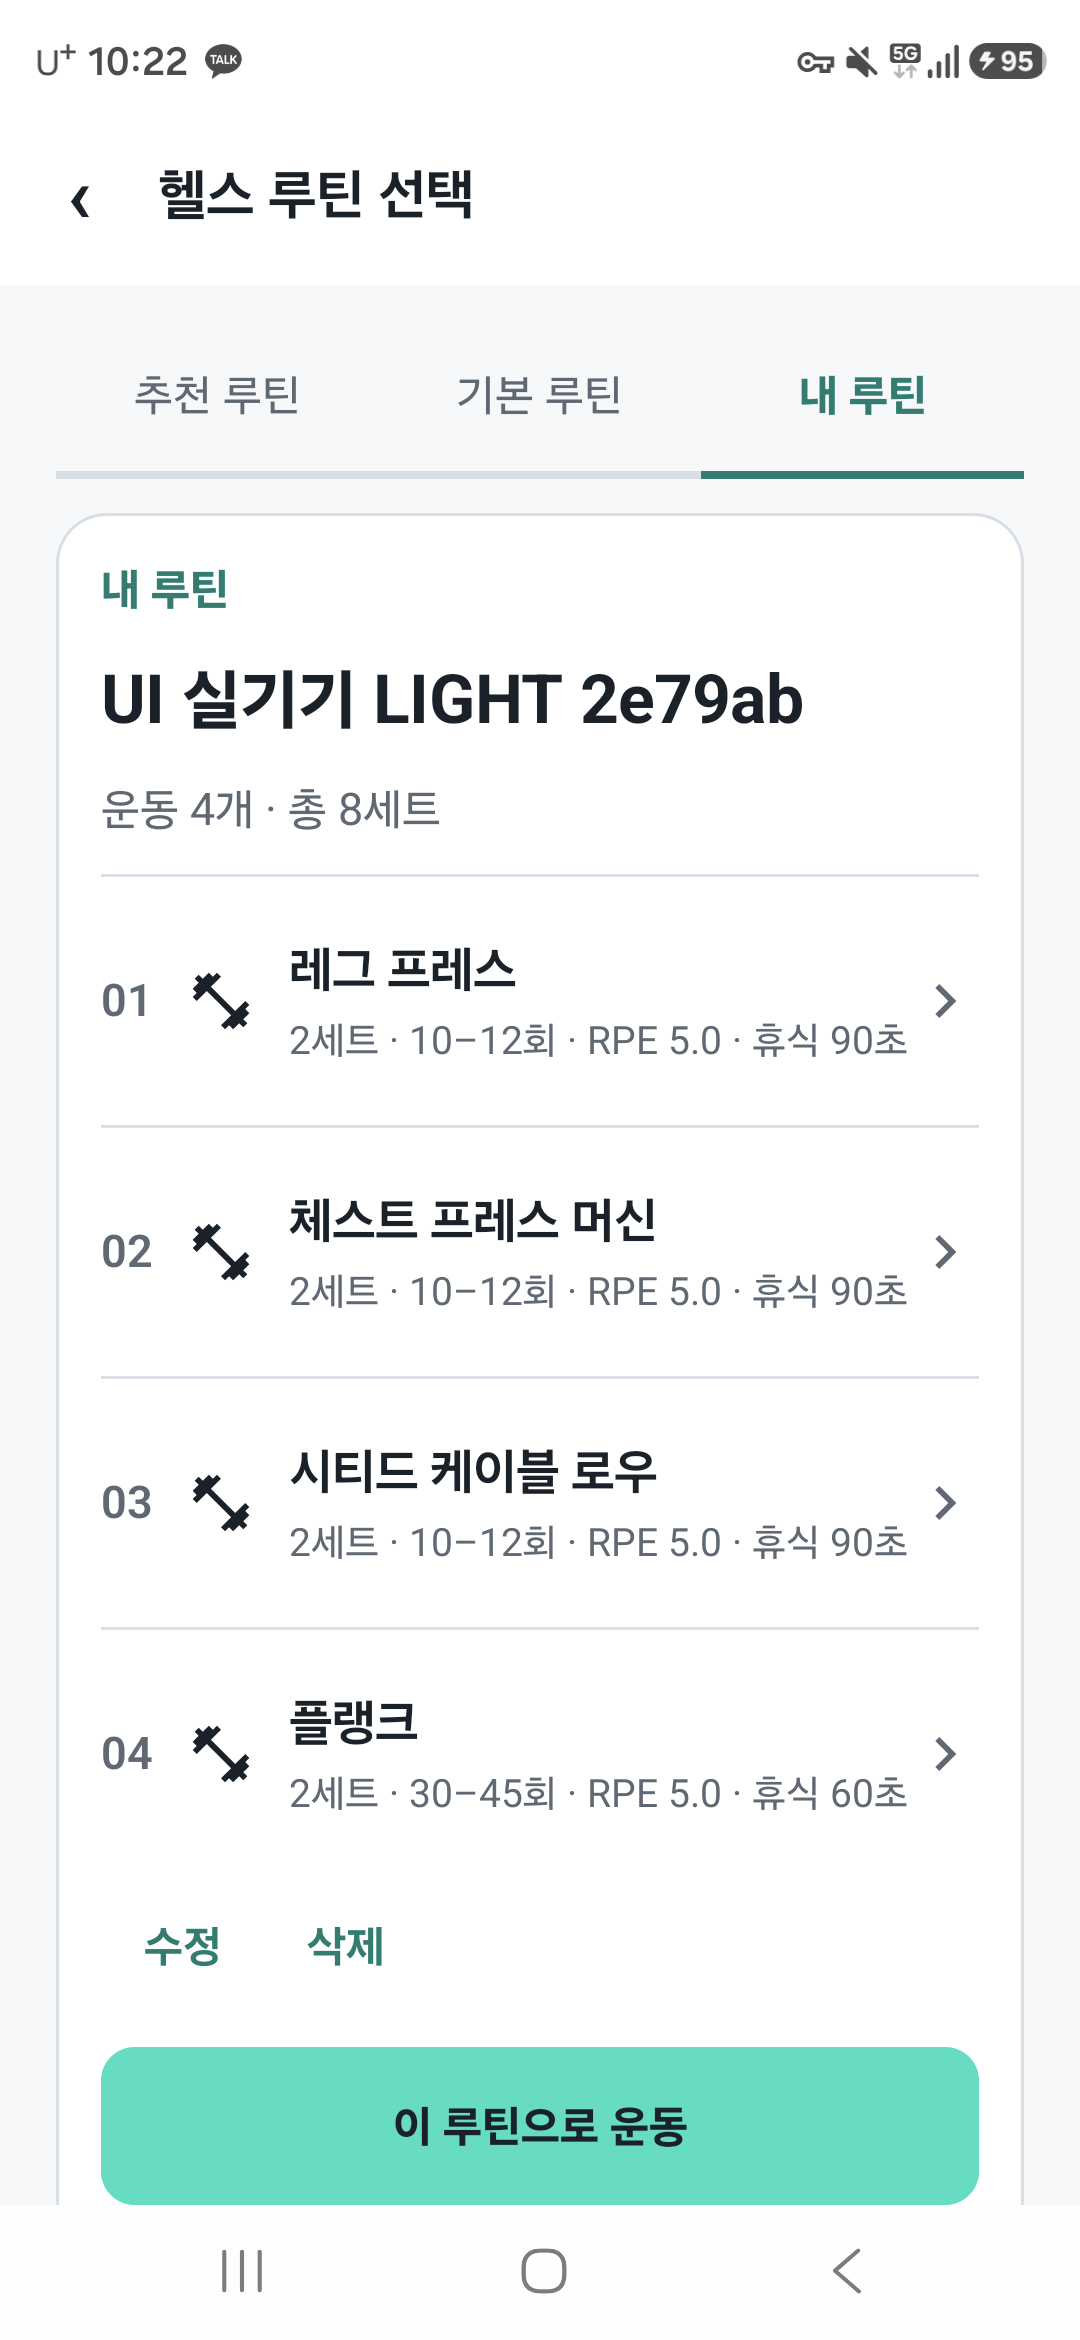 U+ 10:22 TALK 5G 95
헬스 루틴 선택
추천 루틴 기본 루틴 내 루틴
내 루틴
UI 실기기 LIGHT 2e79ab
운동 4개 · 총 8세트
01
레그 프레스
2세트 · 10–12회 · RPE 5.0 · 휴식 90초
02
체스트 프레스 머신
2세트 · 10–12회 · RPE 5.0 · 휴식 90초
03
시티드 케이블 로우
2세트 · 10–12회 · RPE 5.0 · 휴식 90초
04
플랭크
2세트 · 30–45회 · RPE 5.0 · 휴식 60초
수정 삭제
이 루틴으로 운동